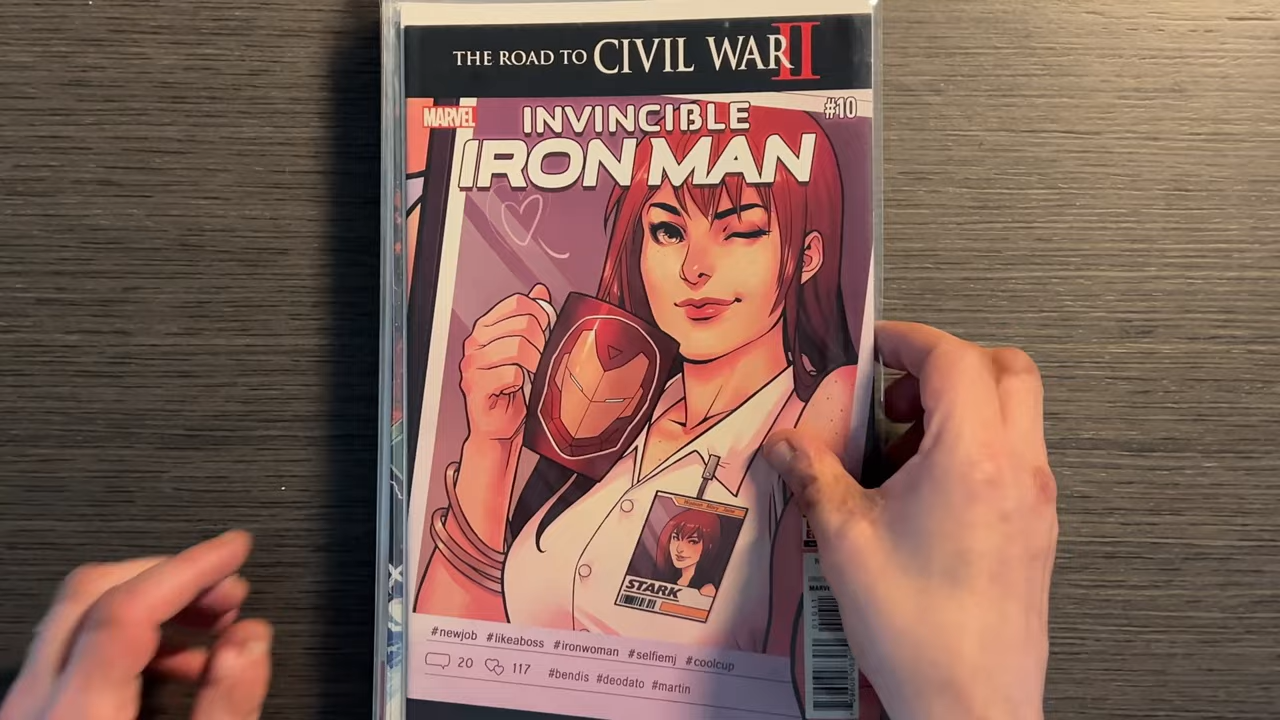 THE ROAD TO CIVIL WAR II
MARVEL
INVINCIBLE
#10
IRON MAN
STARK
#newjob #likeaboss #ironwoman #selfiemj #coolcup
20 117 #bendis #deodato #martin